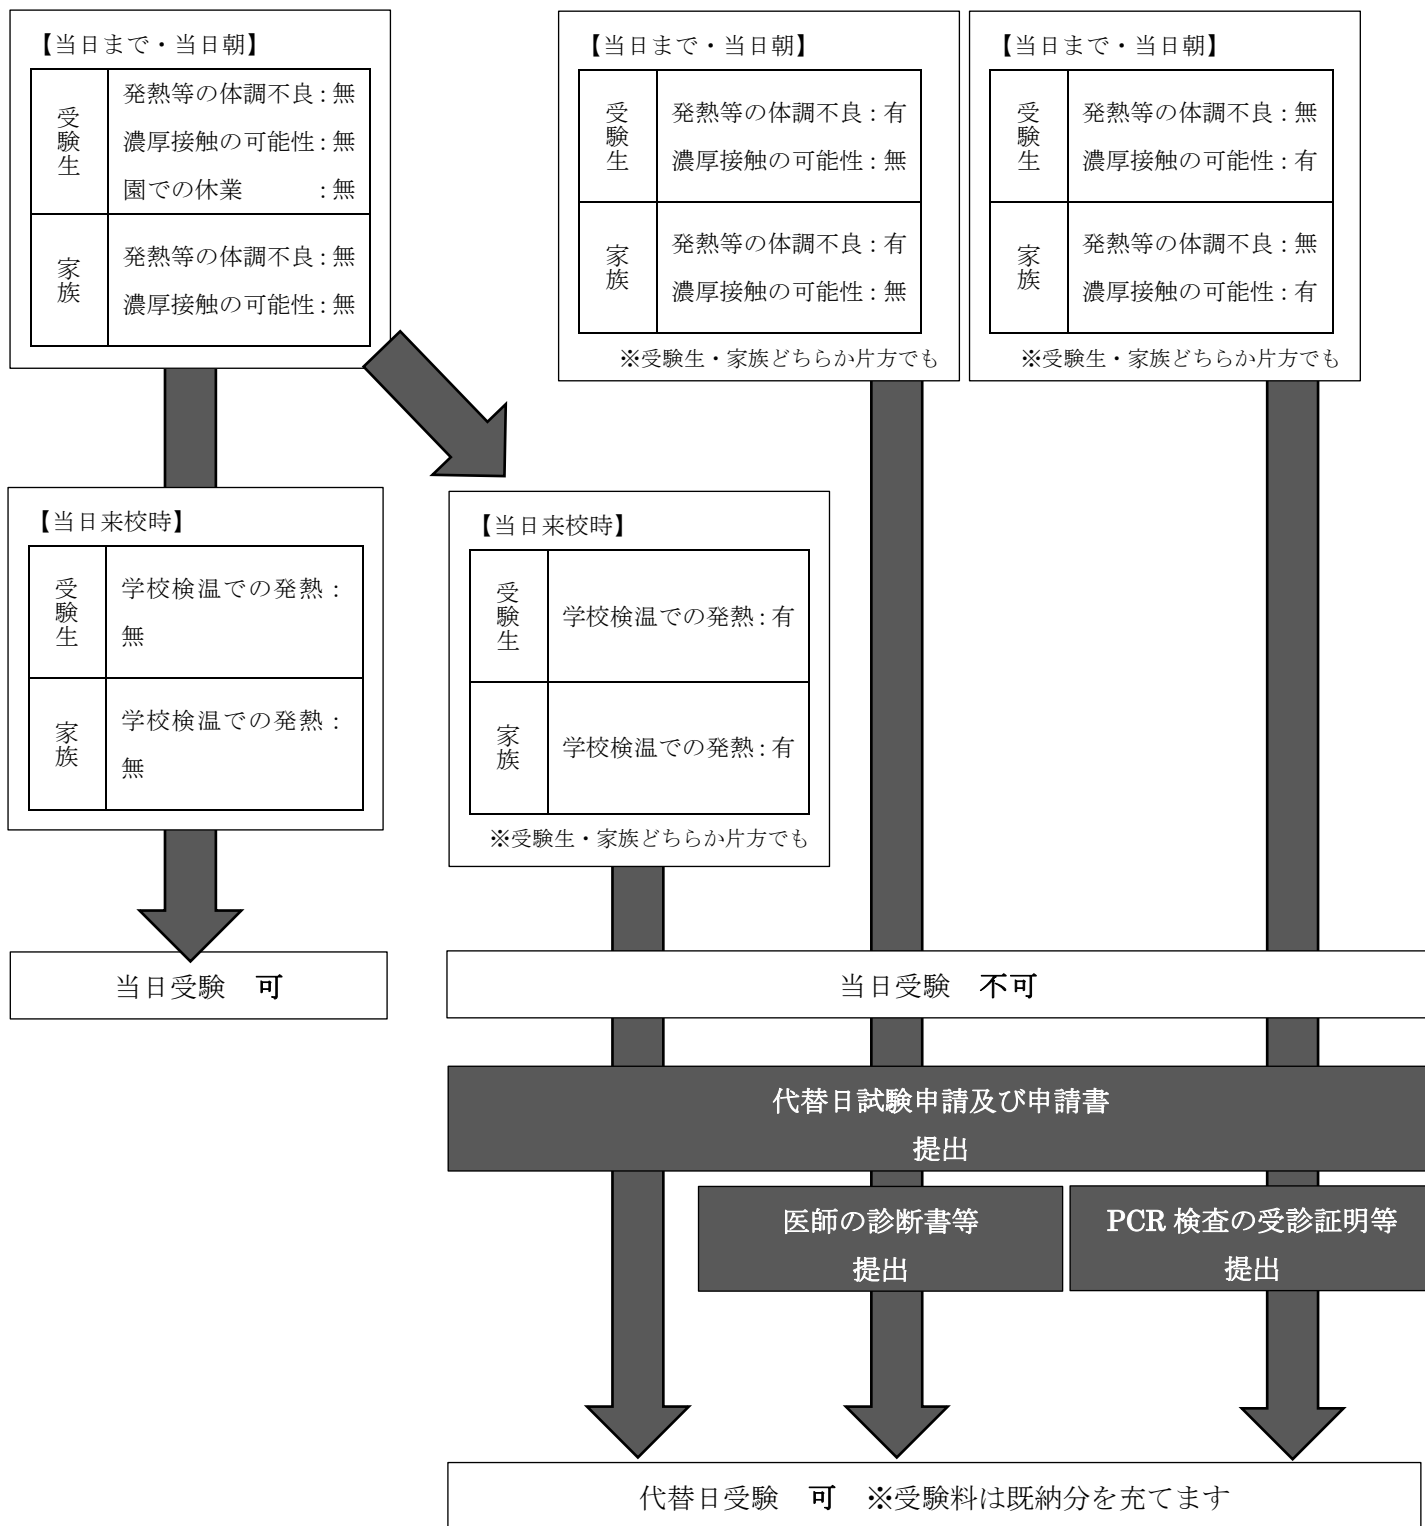 【当日まで・当日朝】
受験生
発熱等の体調不良：無
濃厚接触の可能性：無
園での休業　　　：無
家族
発熱等の体調不良：無
濃厚接触の可能性：無
【当日まで・当日朝】
受験生
発熱等の体調不良：有
濃厚接触の可能性：無
家族
発熱等の体調不良：有
濃厚接触の可能性：無
※受験生・家族どちらか片方でも
【当日まで・当日朝】
受験生
発熱等の体調不良：無
濃厚接触の可能性：有
家族
発熱等の体調不良：無
濃厚接触の可能性：有
※受験生・家族どちらか片方でも
【当日来校時】
受験生
学校検温での発熱：
無
家族
学校検温での発熱：
無
【当日来校時】
受験生
学校検温での発熱：有
家族
学校検温での発熱：有
※受験生・家族どちらか片方でも
当日受験　可
当日受験　不可
代替日試験申請及び申請書
提出
医師の診断書等
提出
PCR 検査の受診証明等
提出
代替日受験　可　※受験料は既納分を充てます